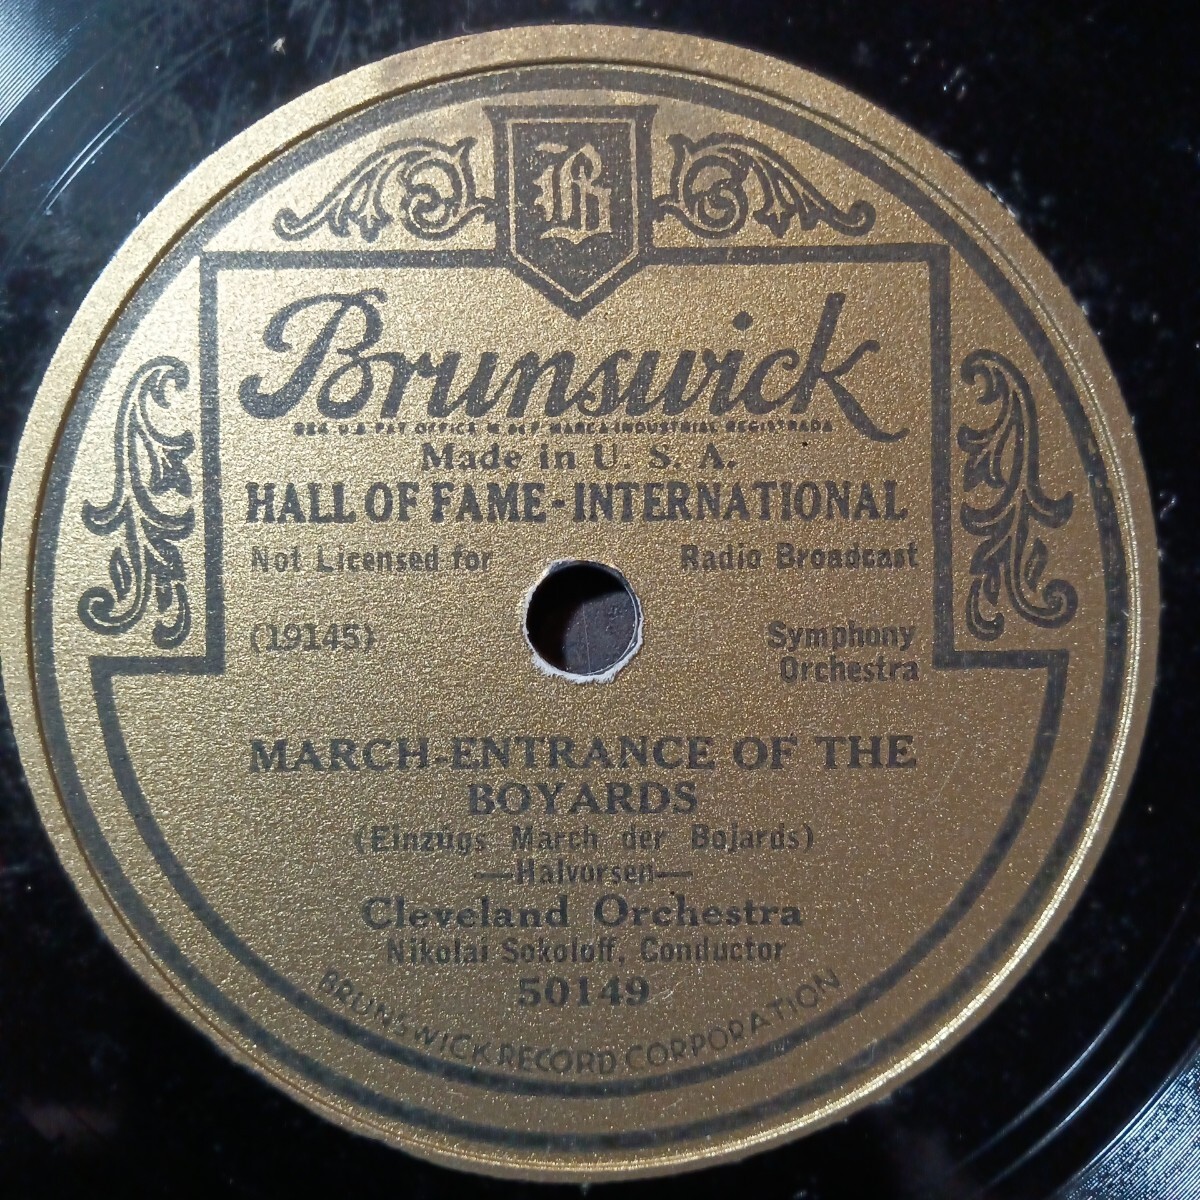 B
Brunswick
REG. U.S. PAT OFFICE M. de F. MARCA INDUSTRIAL REGISTRADA
Made in U. S. A.
HALL OF FAME-INTERNATIONAL
Not Licensed for Radio Broadcast
(19145) Symphony
Orchestra
MARCH-ENTRANCE OF THE
BOYARDS
(Einzugs March der Bojards)
—Halvorsen—
Cleveland Orchestra
Nikolai Sokoloff, Conductor
50149
BRUNSWICK RECORD CORPORATION